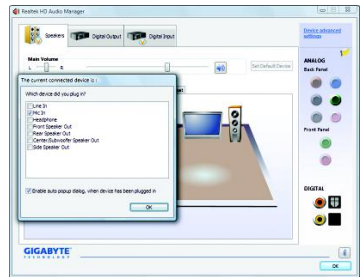 Realtek HD Audio Manager
Speakers
Digital Output
Digital Input
Device advanced settings
Main Volume
L
R
Set Default Device
ANALOG
Back Panel
The current connected device is :
Which device did you plug in?
Line In
Mic In
Headphone
Front Speaker Out
Rear Speaker Out
Center/Subwoofer Speaker Out
Side Speaker Out
Enable auto popup dialog, when device has been plugged in
OK
Front Panel
DIGITAL
GIGABYTE
TECHNOLOGY
OK